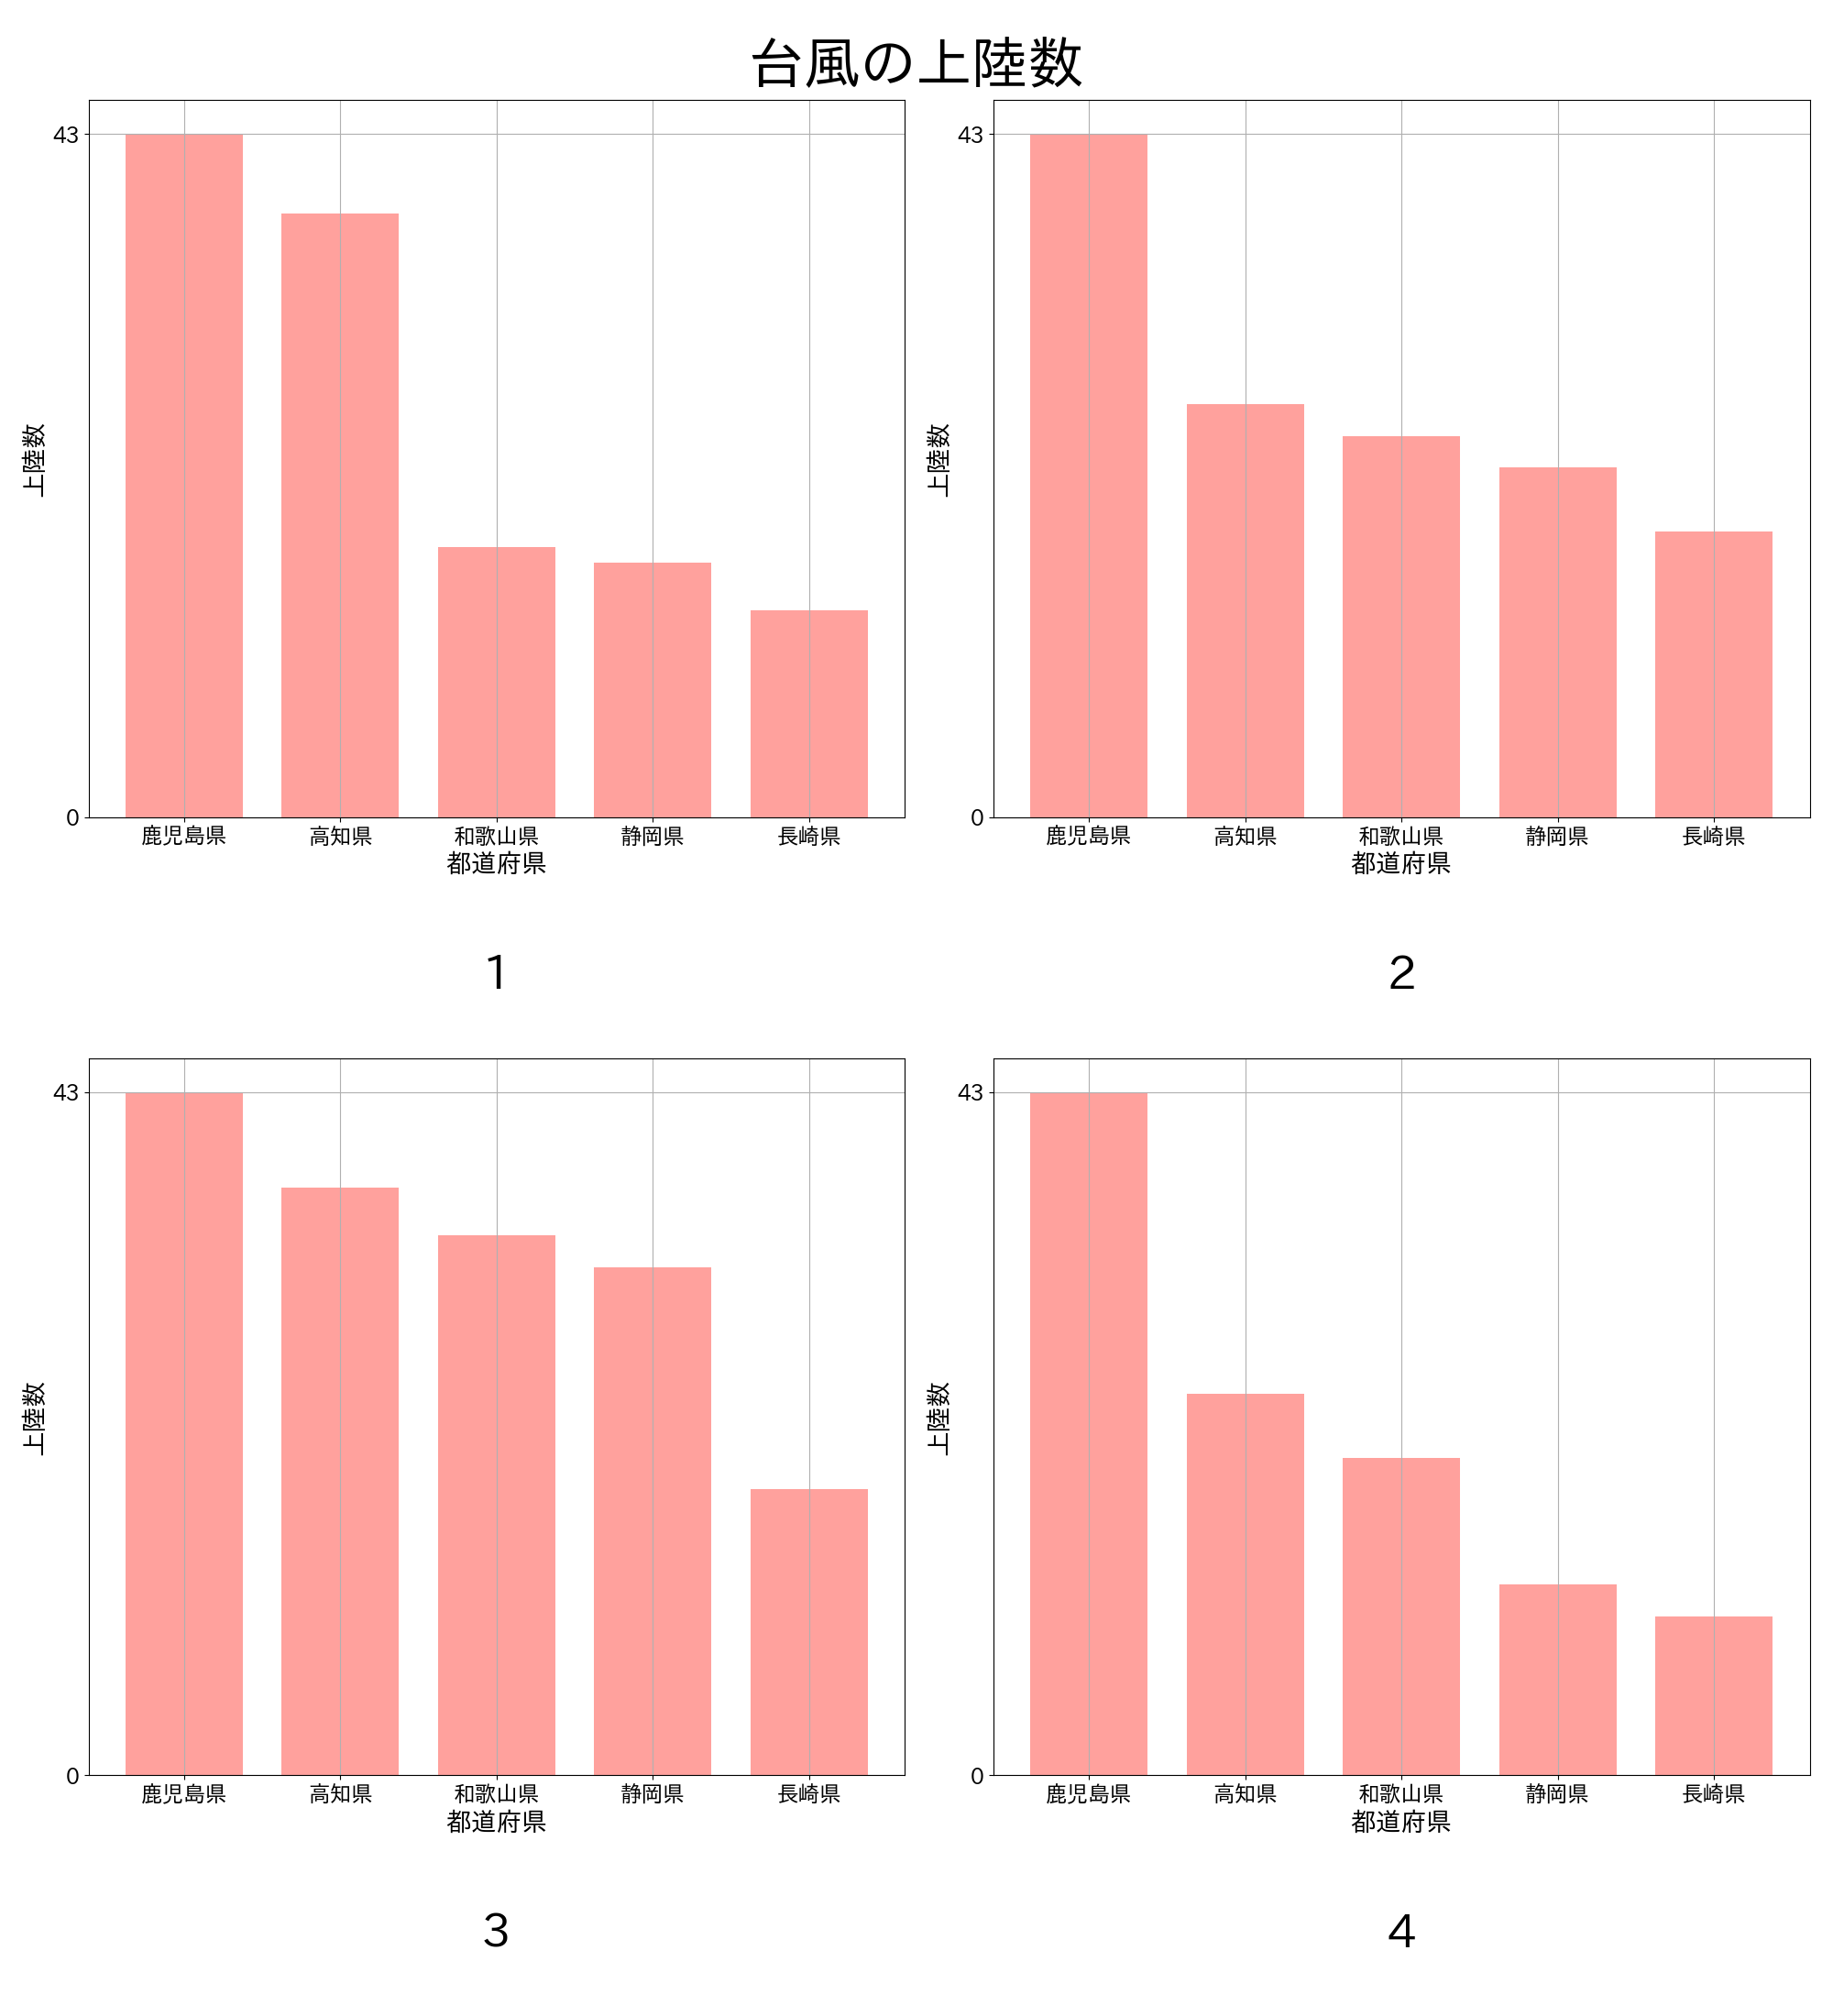 台風の上陸数
43
0
上陸数
鹿児島県 高知県 和歌山県 静岡県 長崎県
都道府県
1
43
0
上陸数
鹿児島県 高知県 和歌山県 静岡県 長崎県
都道府県
2
43
0
上陸数
鹿児島県 高知県 和歌山県 静岡県 長崎県
都道府県
3
43
0
上陸数
鹿児島県 高知県 和歌山県 静岡県 長崎県
都道府県
4